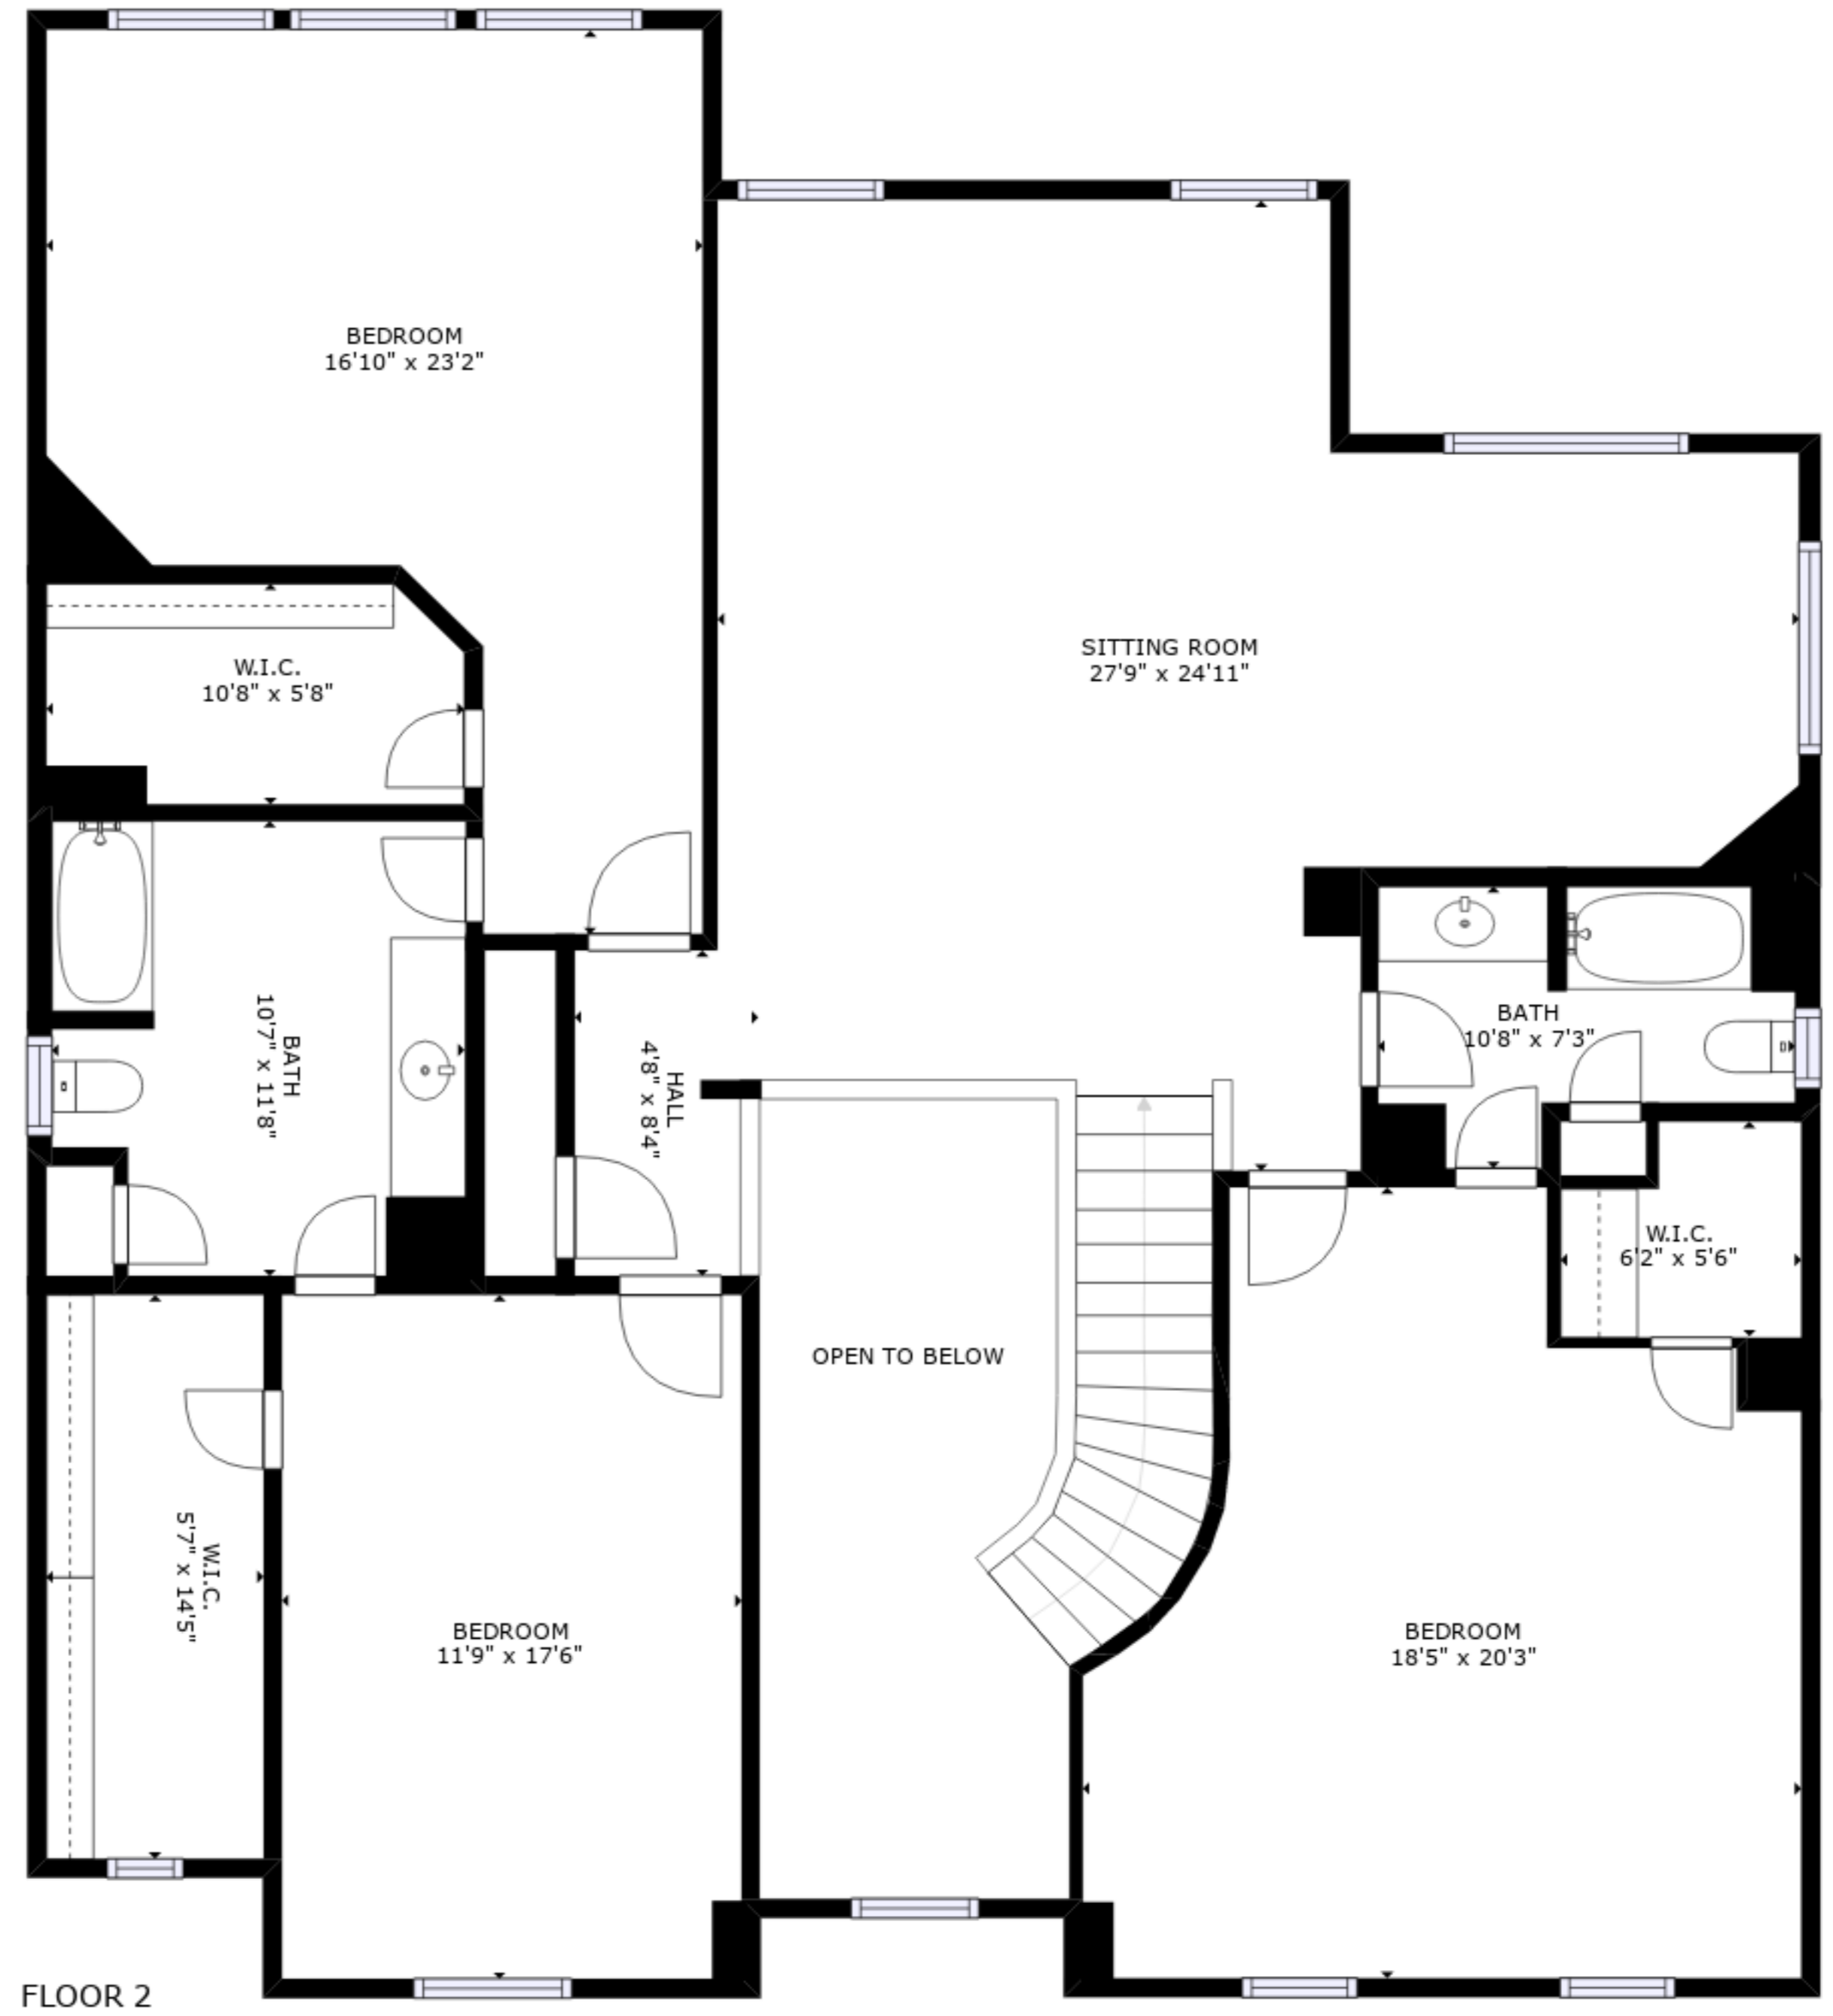 BEDROOM
16'10" x 23'2"
SITTING ROOM
27'9" x 24'11"
W.I.C.
10'8" x 5'8"
BATH
10'7" x 11'8"
HALL
4'8" x 8'4"
BATH
10'8" x 7'3"
W.I.C.
6'2" x 5'6"
OPEN TO BELOW
W.I.C.
5'7" x 14'5"
BEDROOM
11'9" x 17'6"
BEDROOM
18'5" x 20'3"
FLOOR 2